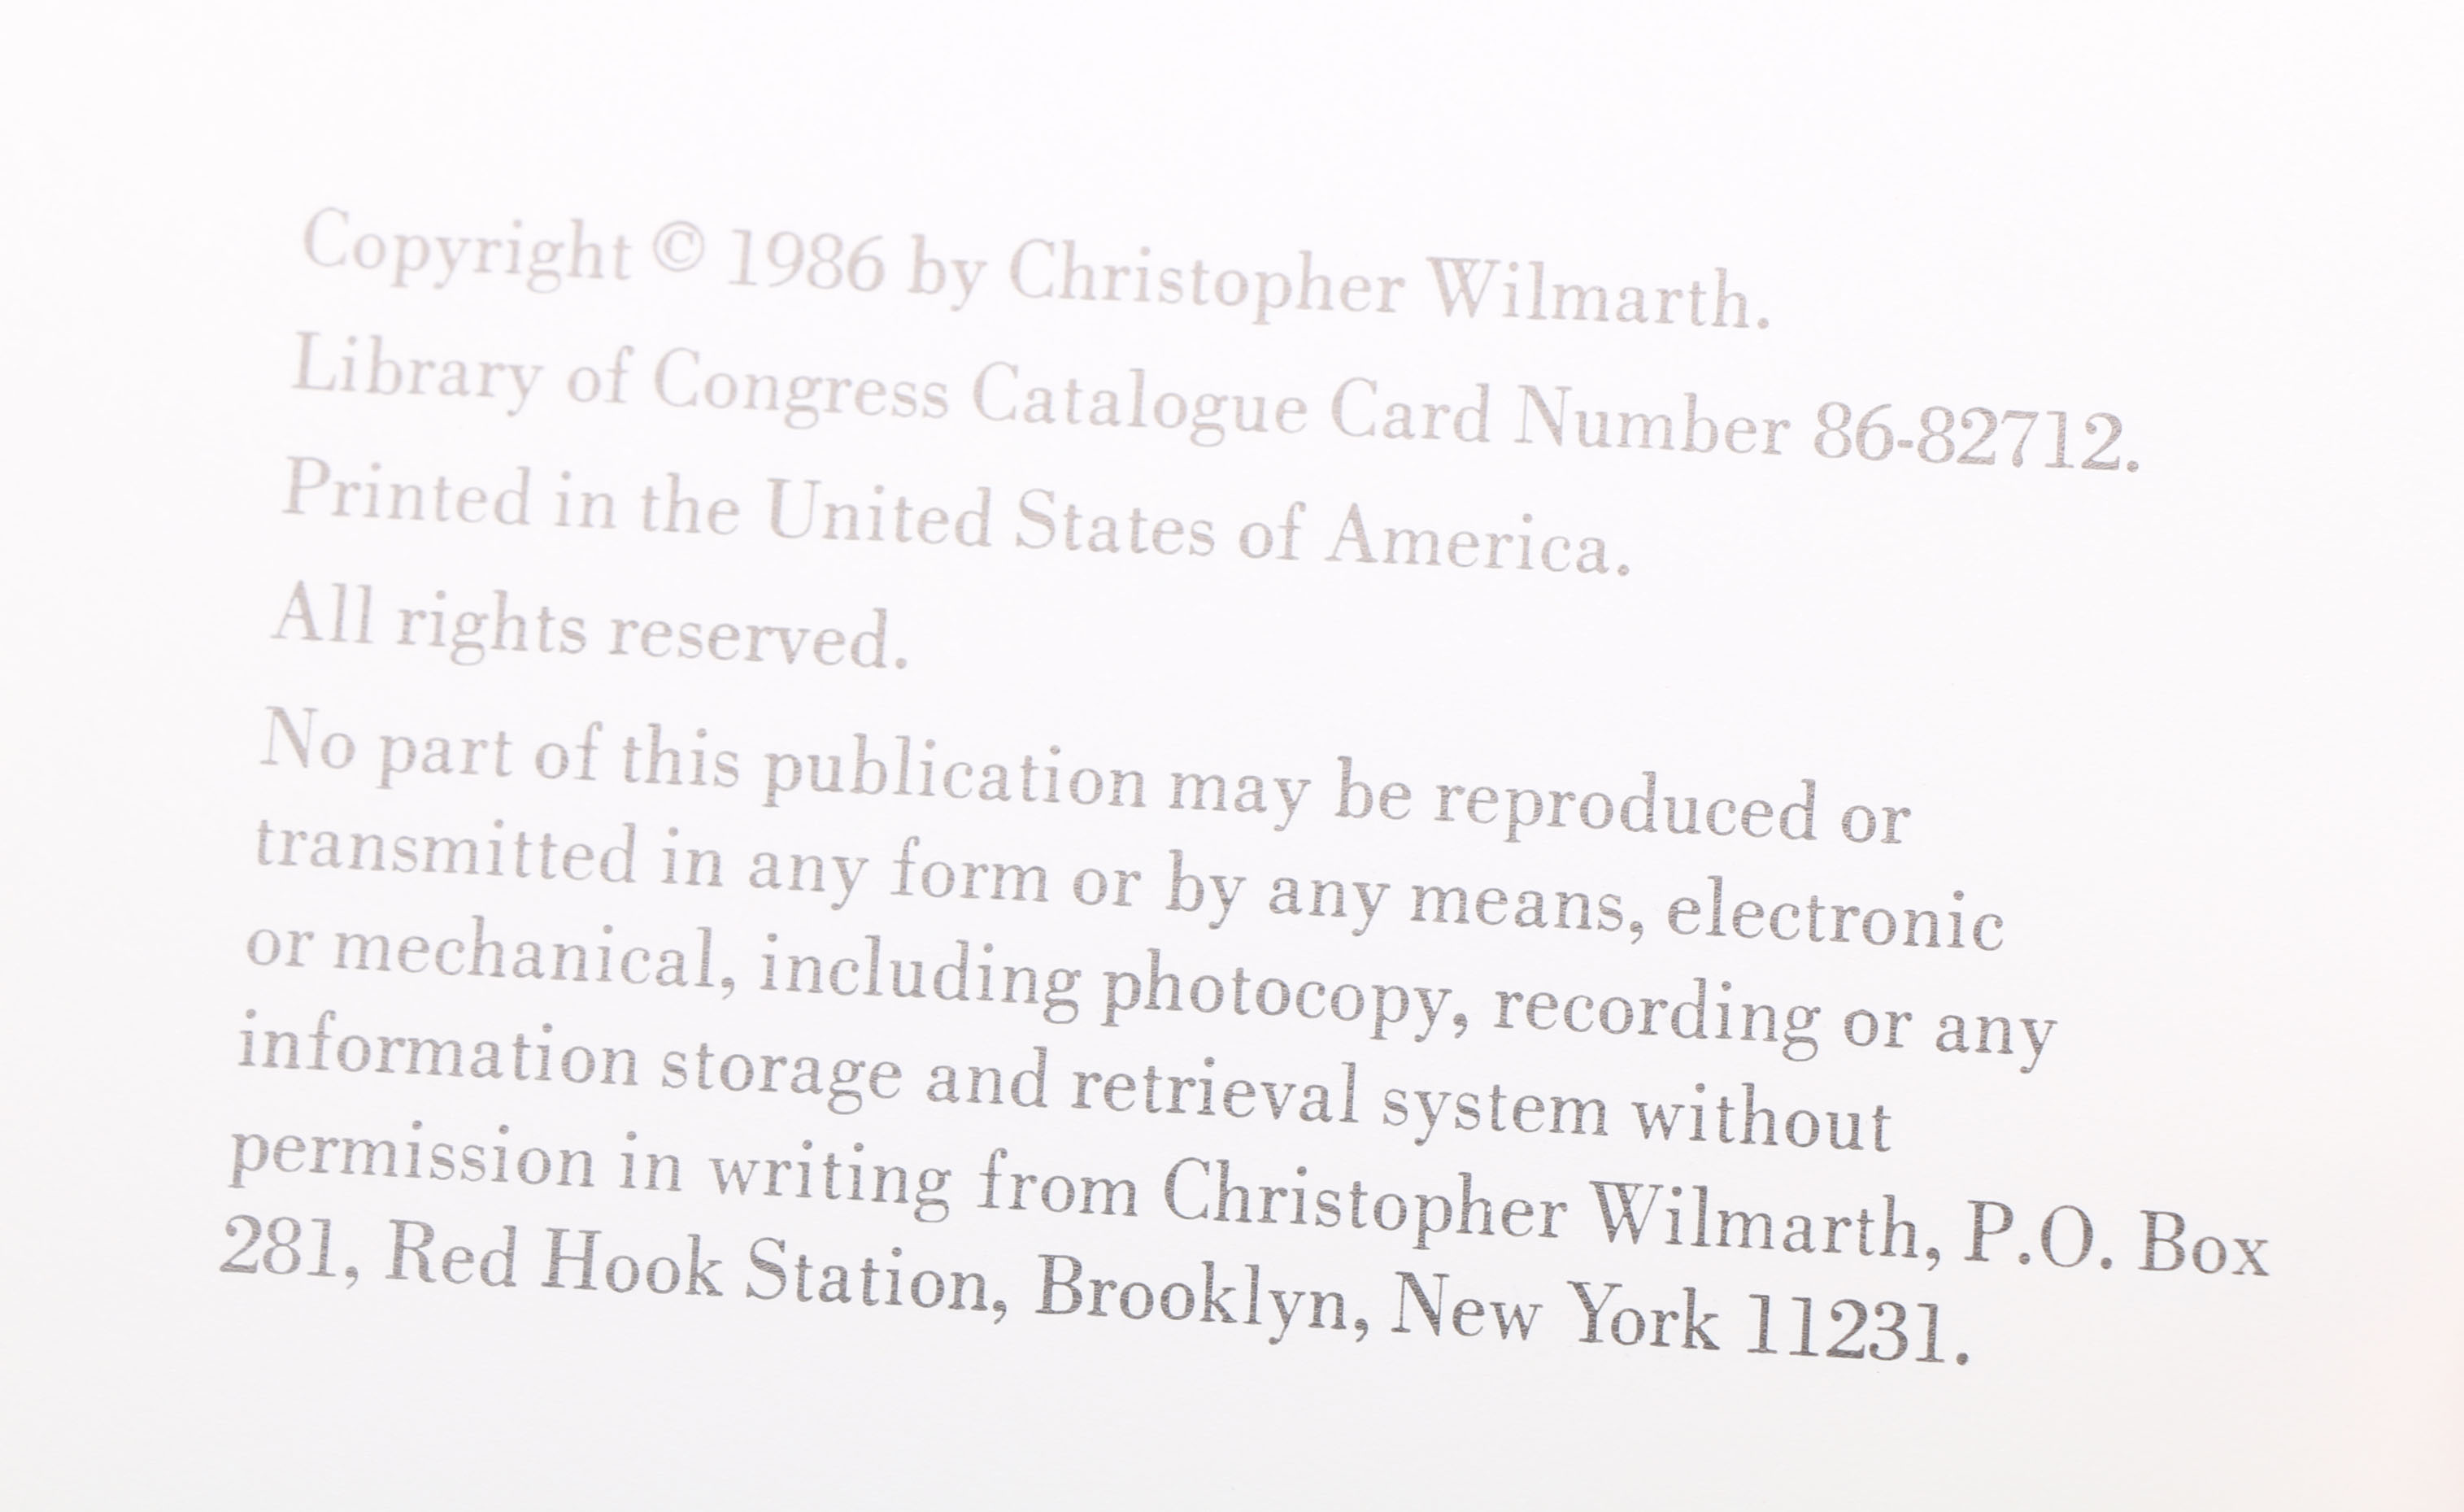 Copyright © 1986 by Christopher Wilmarth.
Library of Congress Catalogue Card Number 86-82712.
Printed in the United States of America.
All rights reserved.
No part of this publication may be reproduced or
transmitted in any form or by any means, electronic
or mechanical, including photocopy, recording or any
information storage and retrieval system without
permission in writing from Christopher Wilmarth, P.O. Box
281, Red Hook Station, Brooklyn, New York 11231.